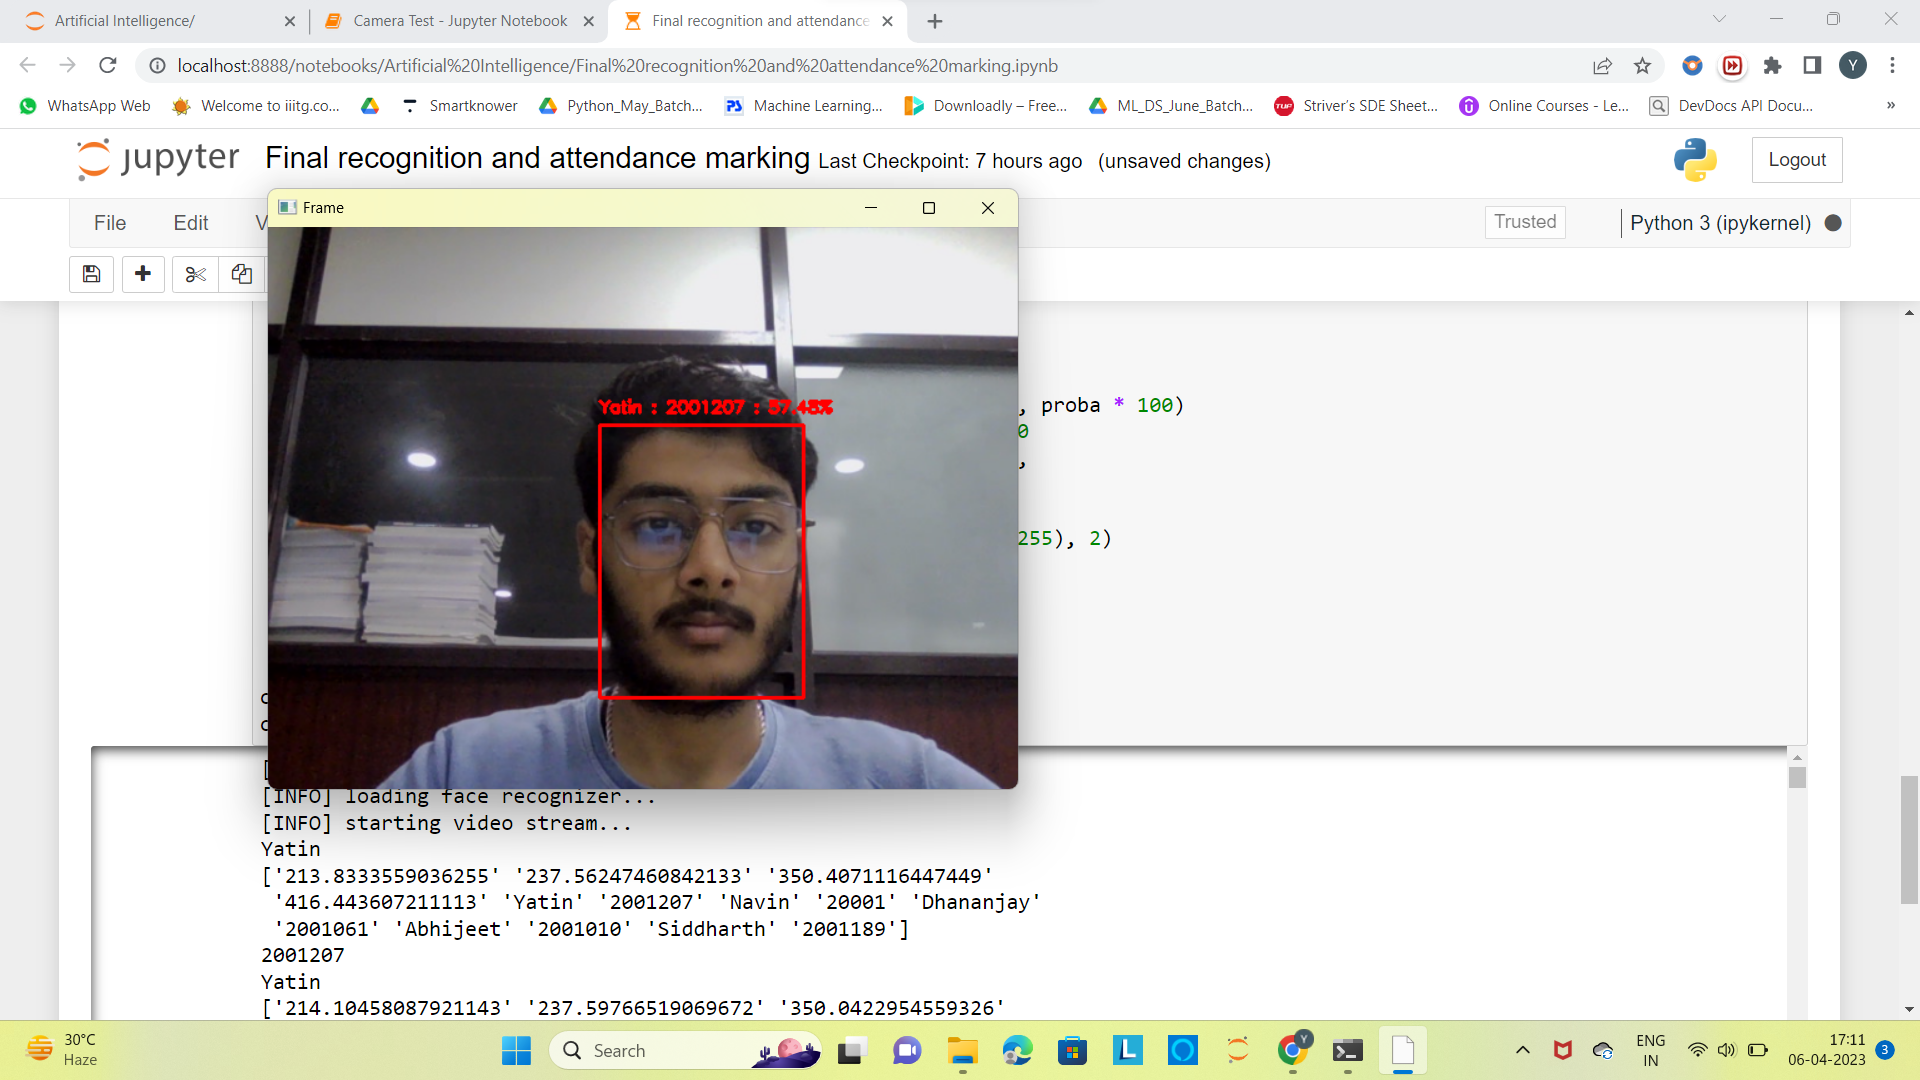 Artificial Intelligence/
Camera Test - Jupyter Notebook
Final recognition and attendance
localhost:8888/notebooks/Artificial%20Intelligence/Final%20recognition%20and%20attendance%20marking.ipynb
Y
WhatsApp Web
Welcome to iiitg.co...
Smartknower
Python_May_Batch...
PS
Machine Learning...
Downloadly – Free...
ML_DS_June_Batch...
TUF
Striver's SDE Sheet...
Online Courses - Le...
DevDocs API Docu...
»
jupyter
Final recognition and attendance marking
Last Checkpoint: 7 hours ago (unsaved changes)
Logout
File
Edit
V
Trusted
Python 3 (ipykernel)
Frame
Yatin : 2001207 : 57.48%
, proba * 100)
0
,
255), 2)
c
c
[
[INFO] loading face recognizer...
[INFO] starting video stream...
Yatin
['213.8333559036255' '237.56247460842133' '350.4071116447449'
'416.443607211113' 'Yatin' '2001207' 'Navin' '20001' 'Dhananjay'
'2001061' 'Abhijeet' '2001010' 'Siddharth' '2001189']
2001207
Yatin
['214.10458087921143' '237.59766519069672' '350.0422954559326'
30°C
Haze
Search
L
Y
ENG
IN
17:11
06-04-2023
3